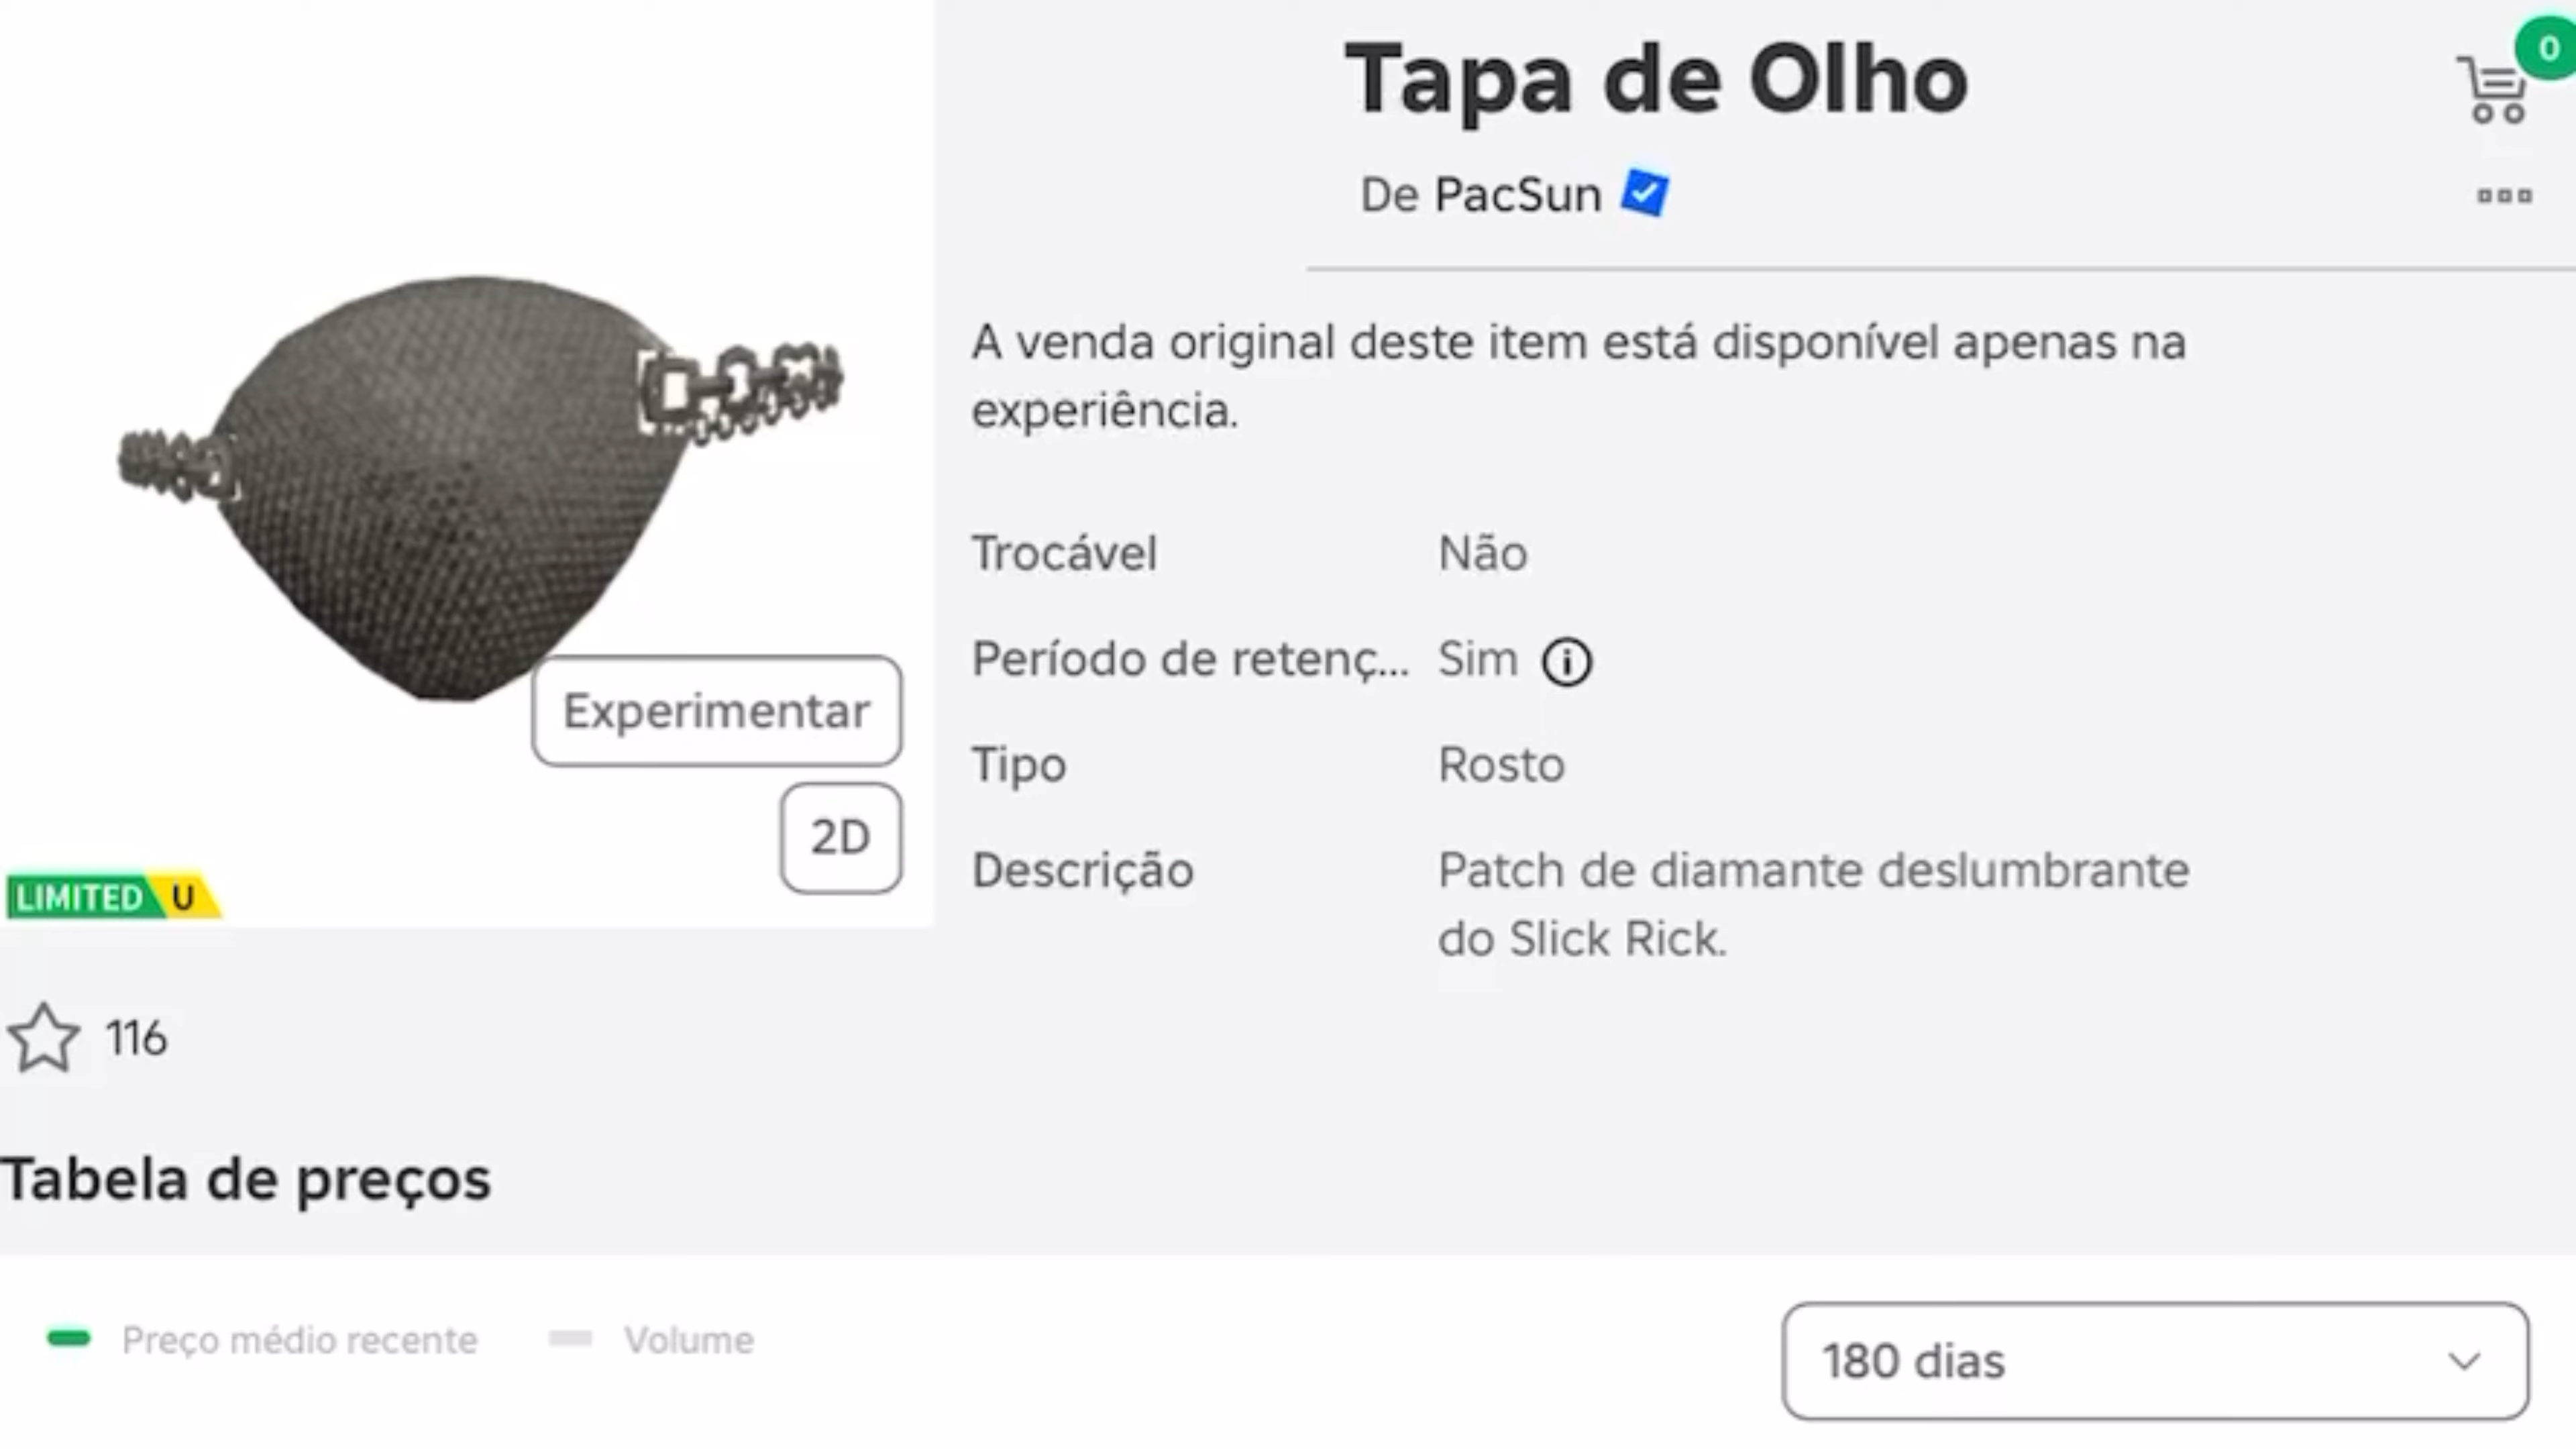 Tapa de Olho
0
De PacSun
A venda original deste item está disponível apenas na
experiência.
Trocável Não
Período de retenç... Sim
Tipo Rosto
Descrição Patch de diamante deslumbrante
do Slick Rick.
Experimentar
2D
LIMITED U
116
Tabela de preços
Preço médio recente Volume
180 dias